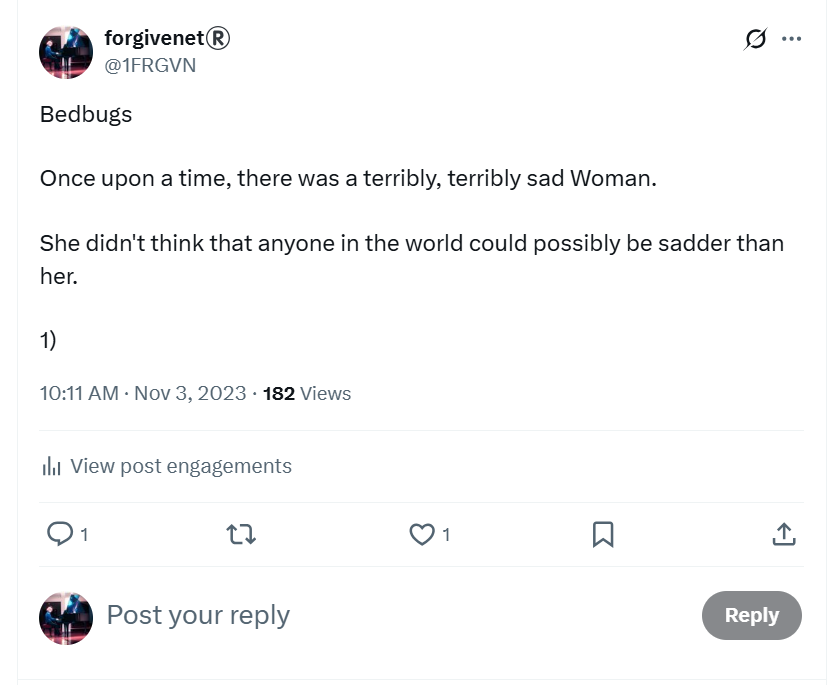 forgivenet®
@1FRGVN
Bedbugs
Once upon a time, there was a terribly, terribly sad Woman.
She didn't think that anyone in the world could possibly be sadder than
her.
1)
10:11 AM · Nov 3, 2023 · 182 Views
View post engagements
1
1
Post your reply
Reply